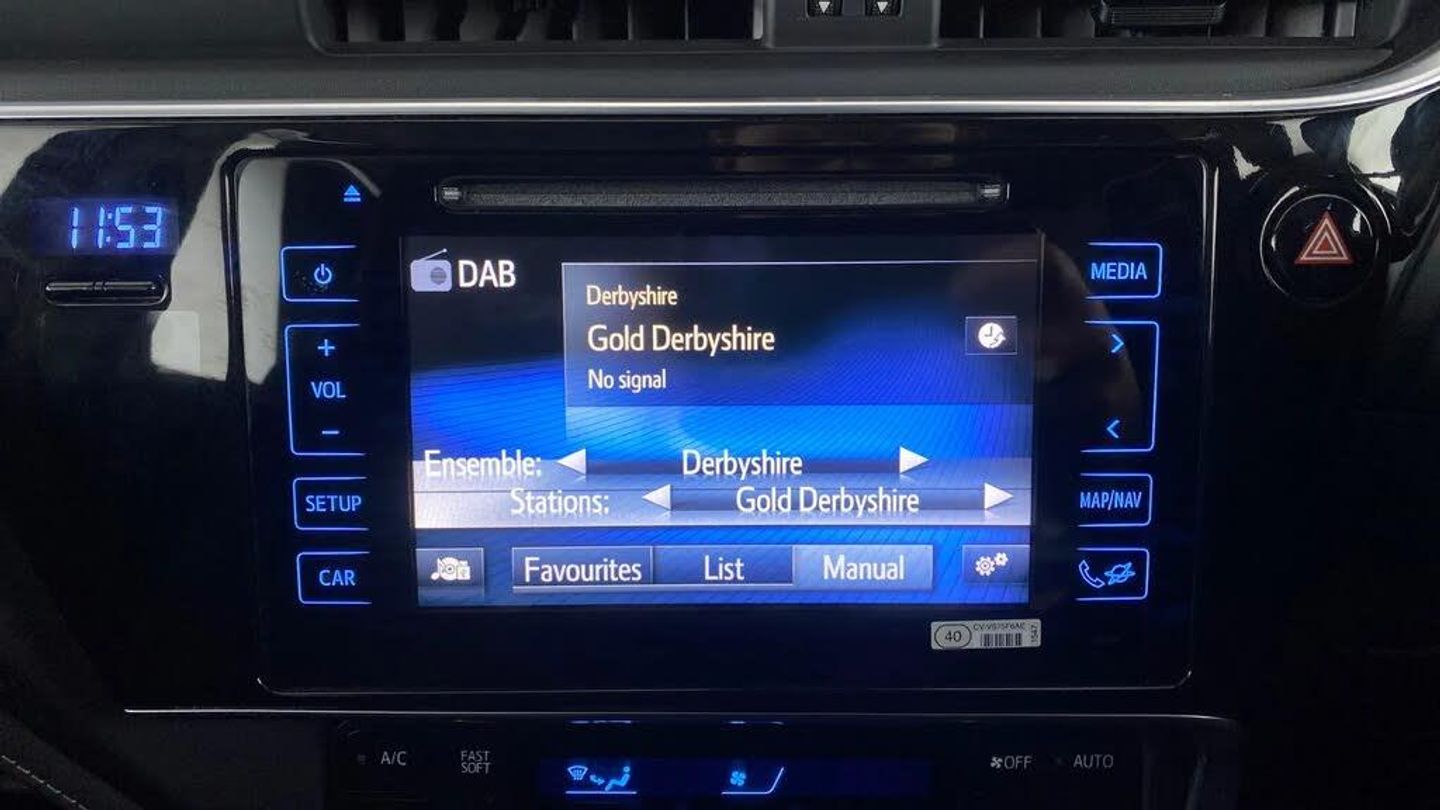 11:53
DAB
Derbyshire
Gold Derbyshire
No signal
Ensemble: Derbyshire
Stations: Gold Derbyshire
Favourites List Manual
+
VOL
−
SETUP
CAR
MEDIA
>
<
MAP/NAV
40
A/C
FAST
SOFT
OFF
AUTO